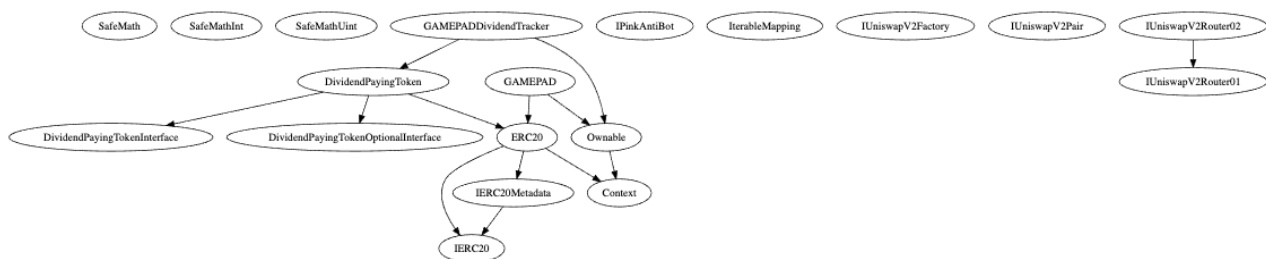 SafeMath
SafeMathInt
SafeMathUint
GAMEPADDividendTracker
IPinkAntiBot
IterableMapping
IUniswapV2Factory
IUniswapV2Pair
IUniswapV2Router02
DividendPayingToken
GAMEPAD
IUniswapV2Router01
DividendPayingTokenInterface
DividendPayingTokenOptionalInterface
ERC20
Ownable
IERC20Metadata
Context
IERC20